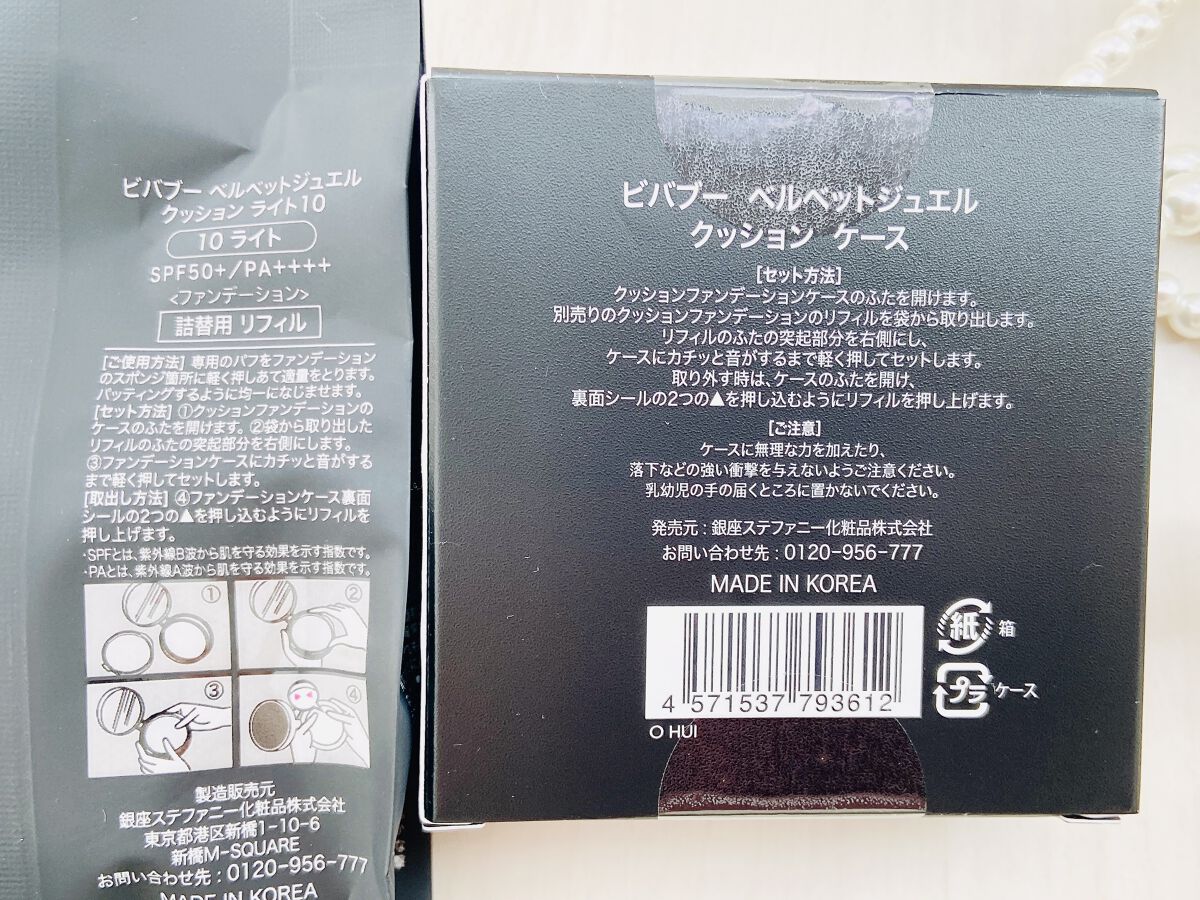 ビバブー ベルベットジュエル
クッション ライト10
10 ライト
SPF50+/PA++++
<ファンデーション>
詰替用 リフィル
[ご使用方法] 専用のパフをファンデーション
のスポンジ箇所に軽く押しあて適量をとります。
パッティングするように均一になじませます。
[セット方法] ①クッションファンデーションの
ケースのふたを開けます。②袋から取り出した
リフィルのふたの突起部分を右側にします。
③ファンデーションケースにカチッと音がする
まで軽く押してセットします。
[取出し方法] ④ファンデーションケース裏面
シールの2つの▲を押し込むようにリフィルを
押し上げます。
・SPFとは、紫外線B波から肌を守る効果を示す指数です。
・PAとは、紫外線A波から肌を守る効果を示す指数です。
①
②
③
④
製造販売元
銀座ステファニー化粧品株式会社
東京都港区新橋1-10-6
新橋M-SQUARE
お問い合わせ先：0120-956-777
MADE IN KOREA
ビバブー ベルベットジュエル
クッション ケース
[セット方法]
クッションファンデーションケースのふたを開けます。
別売りのクッションファンデーションのリフィルを袋から取り出します。
リフィルのふたの突起部分を右側にし、
ケースにカチッと音がするまで軽く押してセットします。
取り外す時は、ケースのふたを開け、
裏面シールの2つの▲を押し込むようにリフィルを押し上げます。
[ご注意]
ケースに無理な力を加えたり、
落下などの強い衝撃を与えないようご注意ください。
乳幼児の手の届くところに置かないでください。
発売元：銀座ステファニー化粧品株式会社
お問い合わせ先：0120-956-777
MADE IN KOREA
4 571537 793612
O HUI
紙 箱
プラ ケース